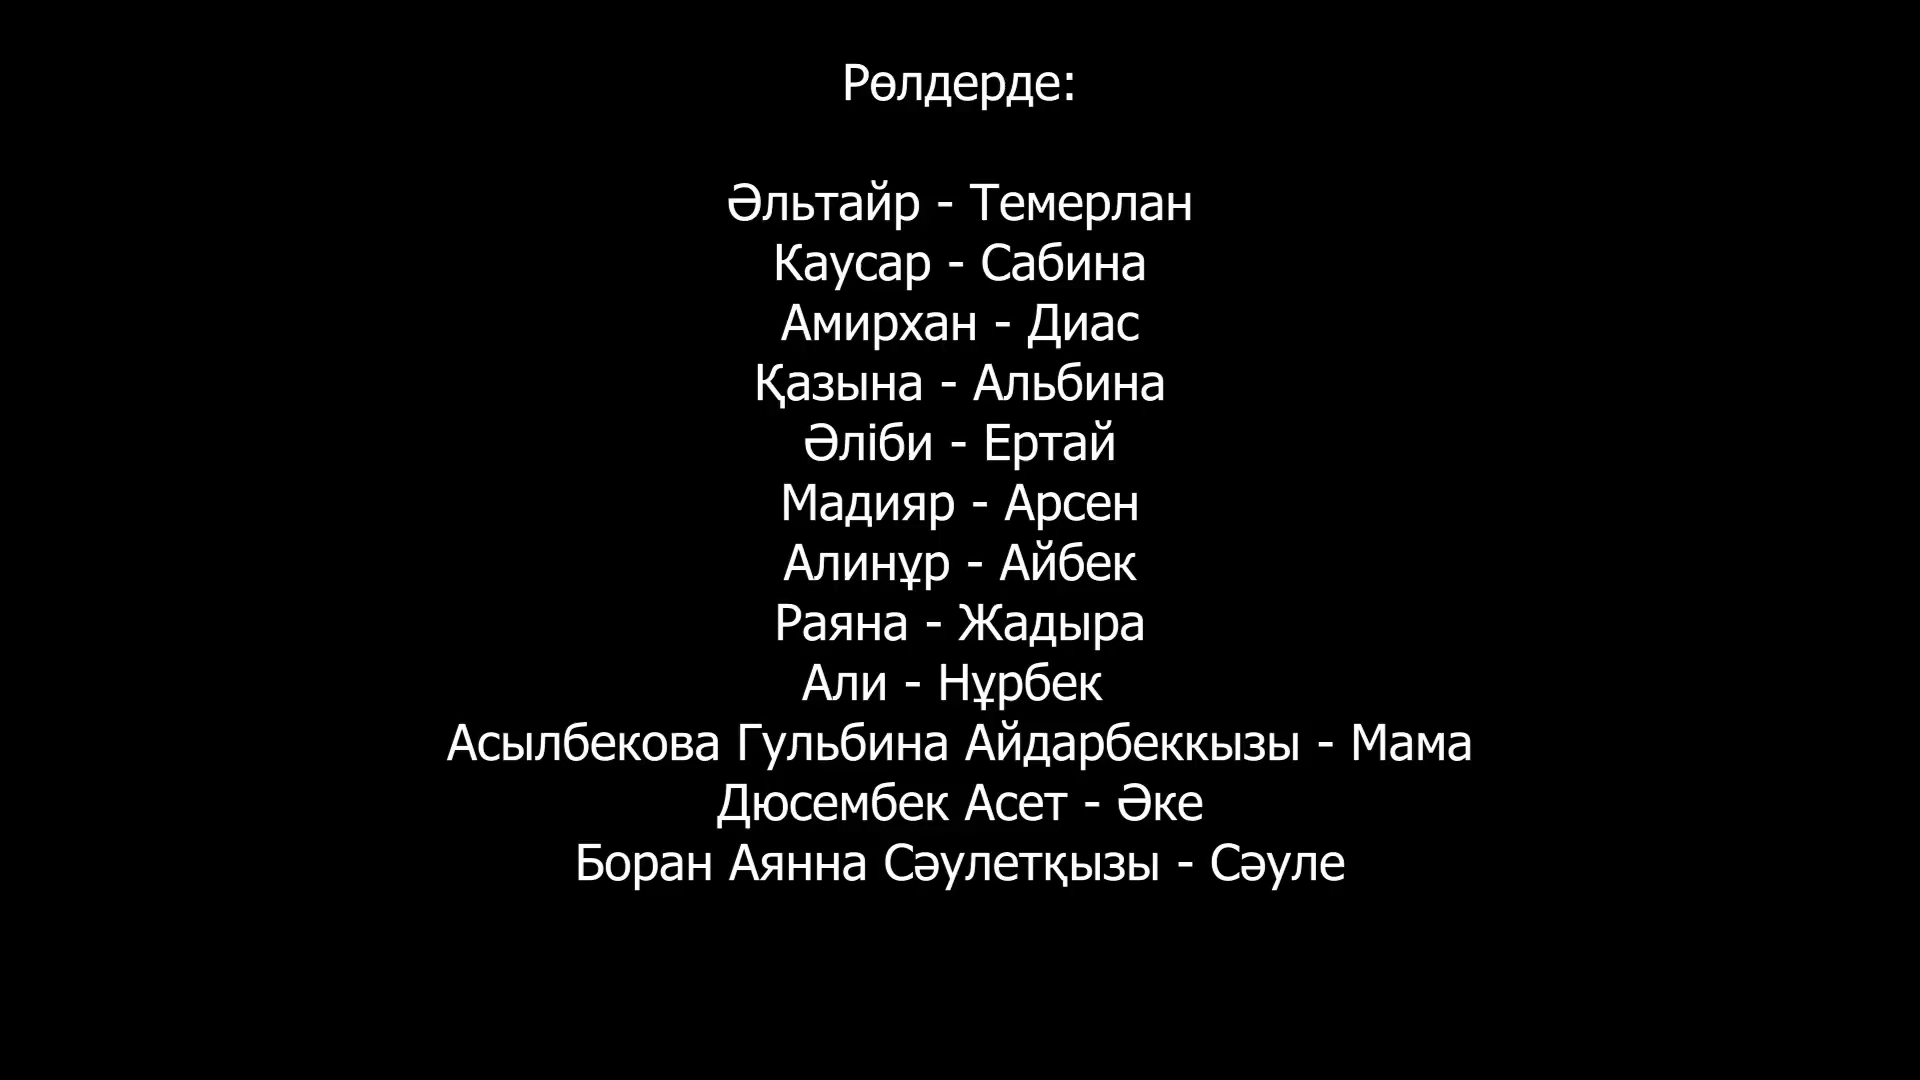 Рөлдерде:
Әльтайр - Темерлан
Каусар - Сабина
Амирхан - Диас
Қазына - Альбина
Әліби - Ертай
Мадияр - Арсен
Алинұр - Айбек
Раяна - Жадыра
Али - Нұрбек
Асылбекова Гульбина Айдарбеккызы - Мама
Дюсембек Асет - Әке
Боран Аянна Сәулетқызы - Сәуле